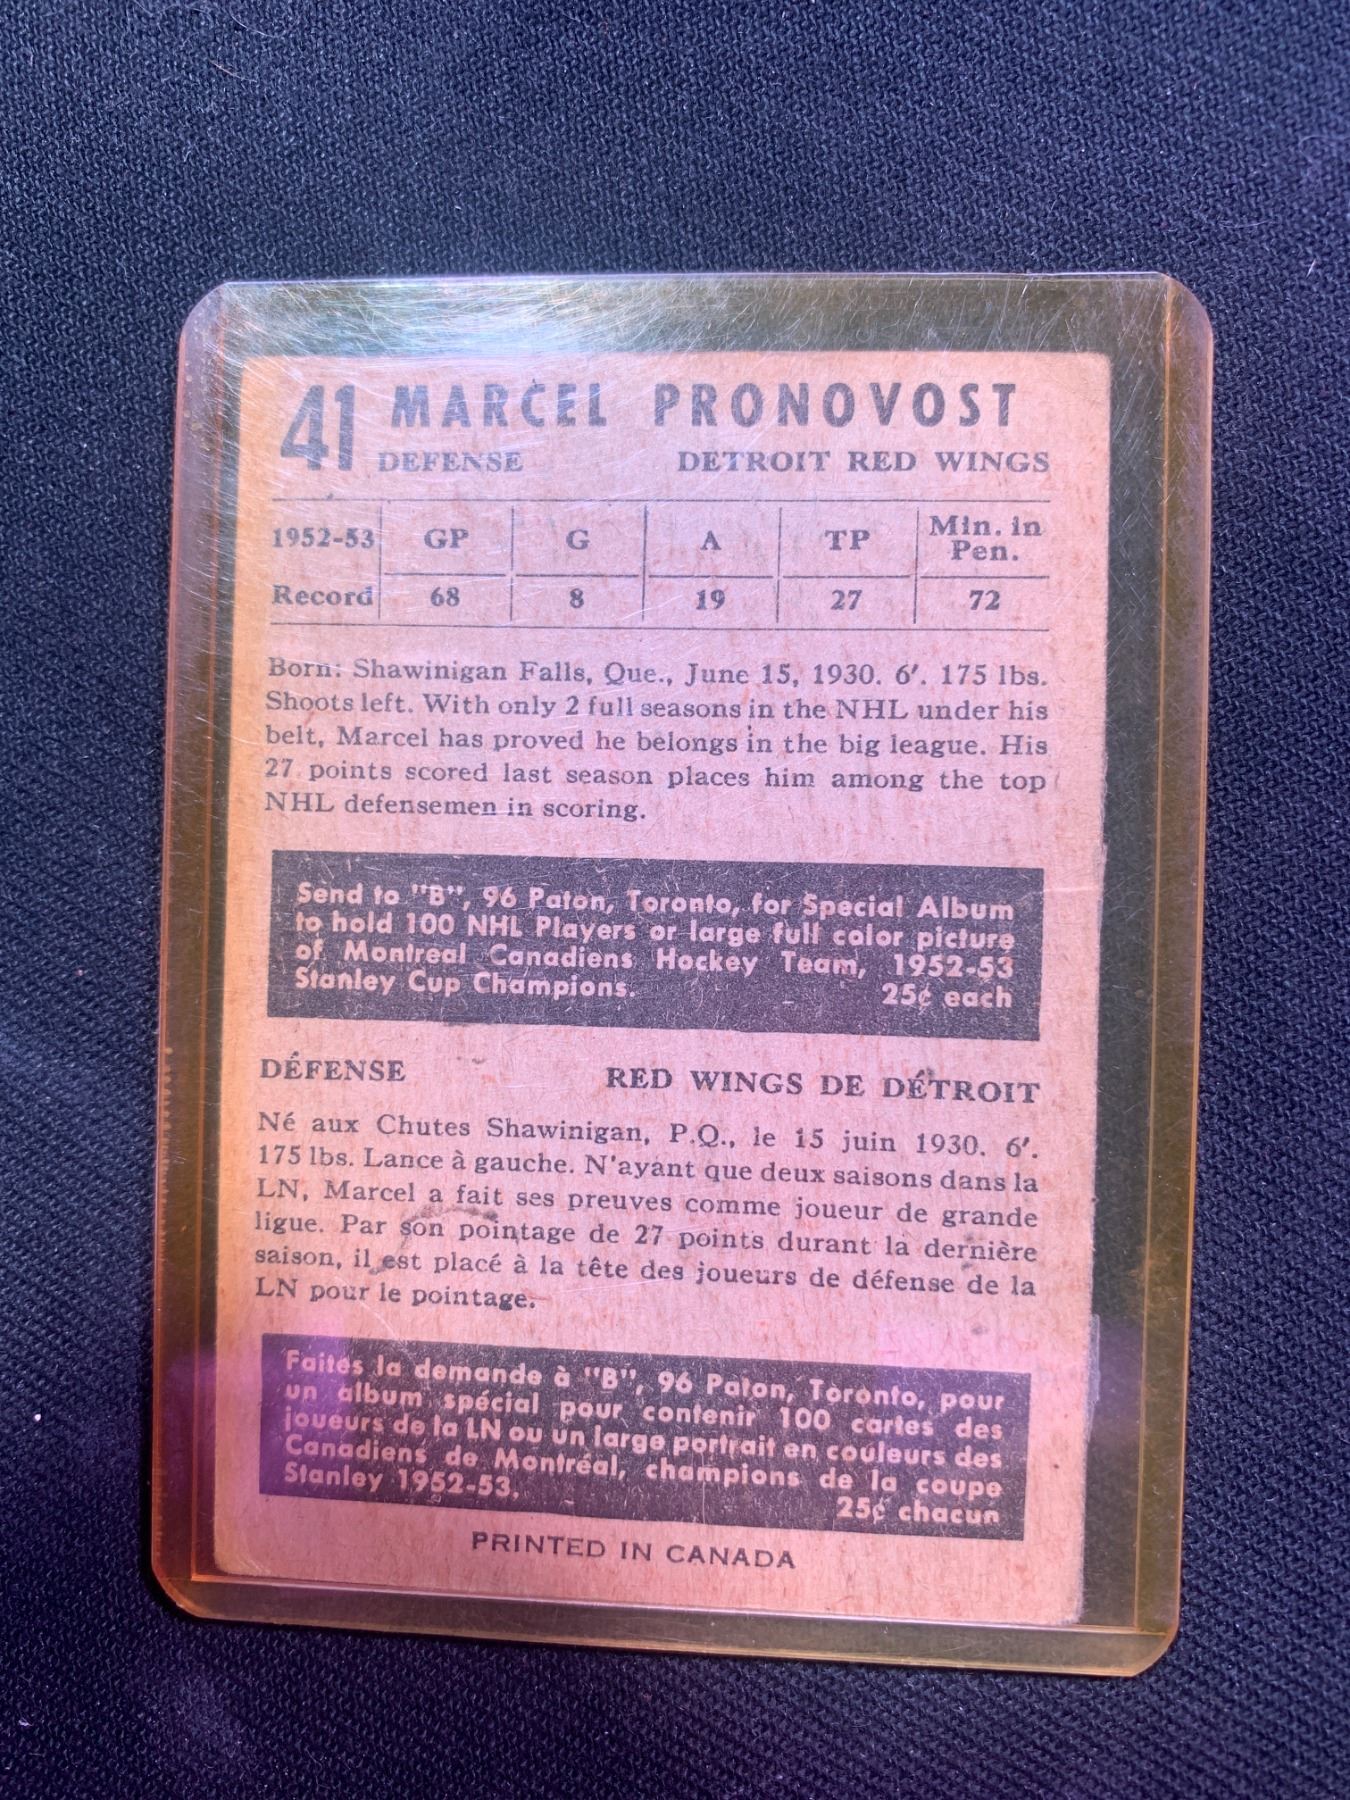 41 MARCEL PRONOVOST
DEFENSE DETROIT RED WINGS
1952-53 GP G A TP Min. in Pen.
Record 68 8 19 27 72
Born: Shawinigan Falls, Que., June 15, 1930. 6'. 175 lbs.
Shoots left. With only 2 full seasons in the NHL under his
belt, Marcel has proved he belongs in the big league. His
27 points scored last season places him among the top
NHL defensemen in scoring.
Send to "B", 96 Paton, Toronto, for Special Album
to hold 100 NHL Players or large full color picture
of Montreal Canadiens Hockey Team, 1952-53
Stanley Cup Champions. 25¢ each
DÉFENSE RED WINGS DE DÉTROIT
Né aux Chutes Shawinigan, P.Q., le 15 juin 1930. 6'.
175 lbs. Lance à gauche. N'ayant que deux saisons dans la
LN, Marcel a fait ses preuves comme joueur de grande
ligue. Par son pointage de 27 points durant la dernière
saison, il est placé à la tête des joueurs de défense de la
LN pour le pointage.
Faites la demande à "B", 96 Paton, Toronto, pour
un album spécial pour contenir 100 cartes des
joueurs de la LN ou un large portrait en couleurs des
Canadiens de Montréal, champions de la coupe
Stanley 1952-53. 25¢ chacun
PRINTED IN CANADA